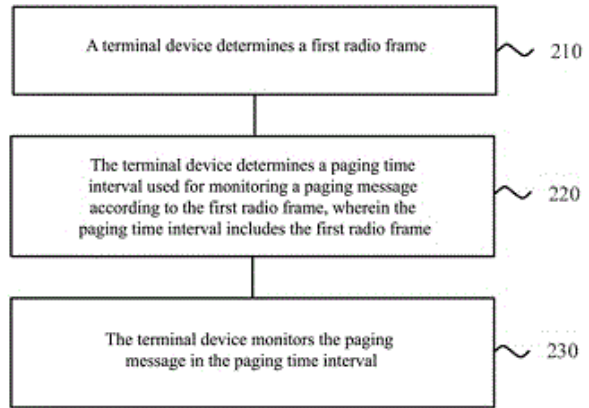 A terminal device determines a first radio frame
210
The terminal device determines a paging time
interval used for monitoring a paging message
according to the first radio frame, wherein the
paging time interval includes the first radio frame
220
The terminal device monitors the paging
message in the paging time interval
230